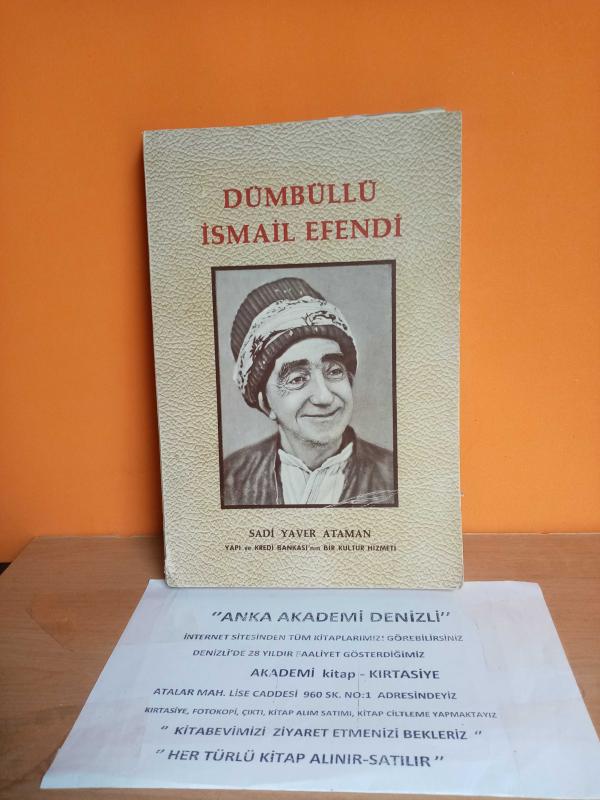 DÜMBÜLLÜ
İSMAİL EFENDİ
SADİ YAVER ATAMAN
YAPI ve KREDİ BANKASI'nın BİR KÜLTÜR HİZMETİ
"ANKA AKADEMİ DENİZLİ"
İNTERNET SİTESİNDEN TÜM KİTAPLARIMIZI GÖREBİLİRSİNİZ
DENİZLİ'DE 28 YILDIR FAALİYET GÖSTERDİĞİMİZ
AKADEMİ kitap - KIRTASİYE
ATALAR MAH. LİSE CADDESİ 960 SK. NO:1 ADRESİNDEYİZ
KIRTASİYE, FOTOKOPİ, ÇIKTI, KİTAP ALIM SATIMI, KİTAP CİLTLEME YAPMAKTAYIZ
" KİTABEVİMİZİ ZİYARET ETMENİZİ BEKLERİZ "
" HER TÜRLÜ KİTAP ALINIR-SATILIR "